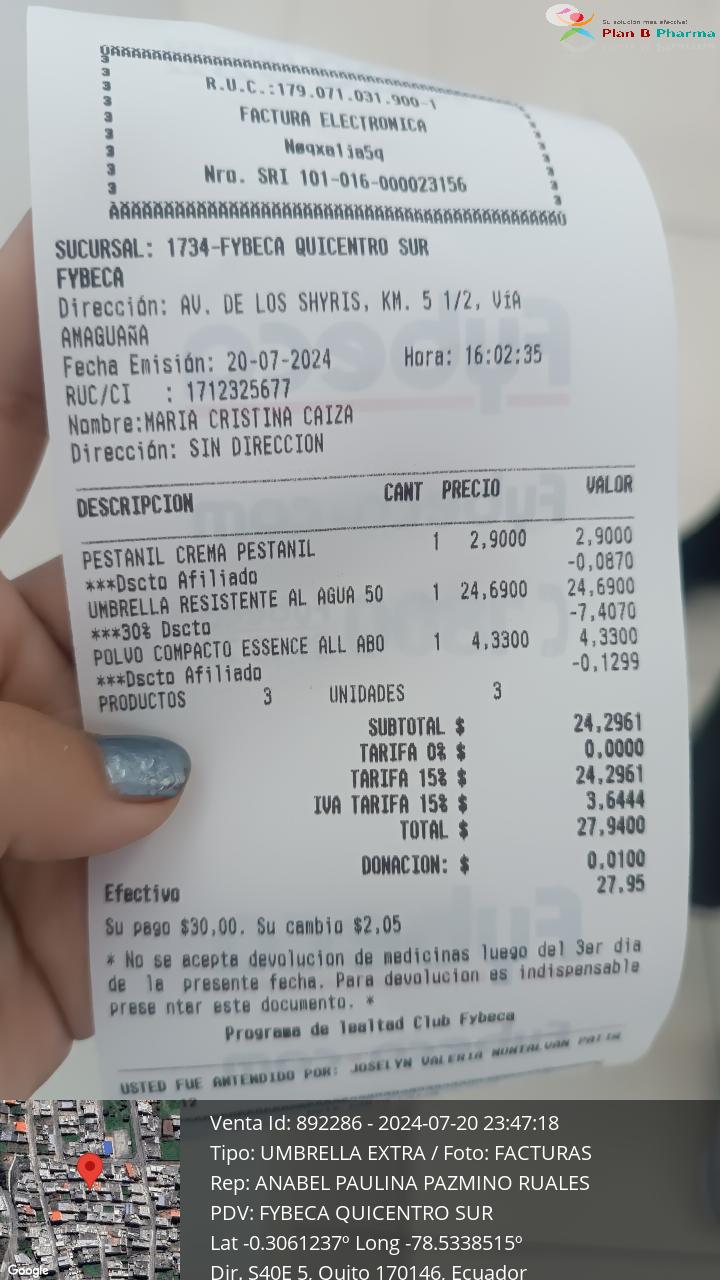 Su solución más efectiva!
Plan B Pharma
R.U.C.:179.071.031.900-1
FACTURA ELECTRONICA
Nro. SRI 101-016-000023156
SUCURSAL: 1734-FYBECA QUICENTRO SUR
FYBECA
Dirección: AV. DE LOS SHYRIS, KM. 5 1/2, VíA
AMAGUAñA
Fecha Emisión: 20-07-2024 Hora: 16:02:35
RUC/CI : 1712325677
Nombre:MARIA CRISTINA CAIZA
Dirección: SIN DIRECCION
DESCRIPCION CANT PRECIO VALOR
PESTANIL CREMA PESTANIL 1 2,9000 2,9000
***Dscto Afiliado -0,0870
UMBRELLA RESISTENTE AL AGUA 50 1 24,6900 24,6900
***30% Dscto -7,4070
POLVO COMPACTO ESSENCE ALL ABO 1 4,3300 4,3300
***Dscto Afiliado -0,1299
PRODUCTOS 3 UNIDADES 3
SUBTOTAL $ 24,2961
TARIFA 0% $ 0,0000
TARIFA 15% $ 24,2961
IVA TARIFA 15% $ 3,6444
TOTAL $ 27,9400
DONACION: $ 0,0100
Efectivo 27.95
Su pago $30,00. Su cambio $2,05
* No se acepta devolucion de medicinas luego del 3er dia
de la presente fecha. Para devolucion es indispensable
prese ntar este documento. *
Programa de lealtad Club Fybeca
USTED FUE ANTENDIDO POR: JOSELYN VALERIA MONTALVAN
Venta Id: 892286 - 2024-07-20 23:47:18
Tipo: UMBRELLA EXTRA / Foto: FACTURAS
Rep: ANABEL PAULINA PAZMINO RUALES
PDV: FYBECA QUICENTRO SUR
Lat -0.3061237º Long -78.5338515º
Dir. S40E 5, Quito 170146, Ecuador
Google